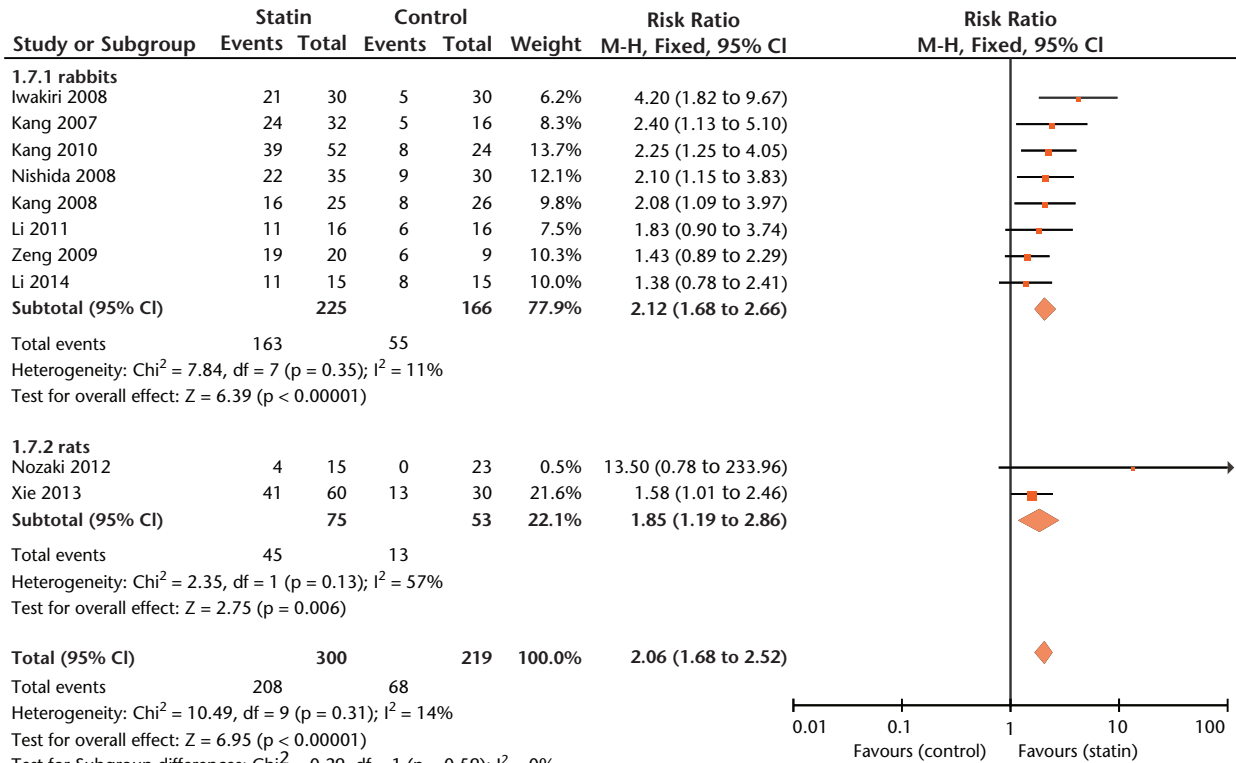 Statin Control Risk Ratio Risk Ratio
Study or Subgroup Events Total Events Total Weight M-H, Fixed, 95% CI M-H, Fixed, 95% CI
1.7.1 rabbits
Iwakiri 2008 21 30 5 30 6.2% 4.20 (1.82 to 9.67)
Kang 2007 24 32 5 16 8.3% 2.40 (1.13 to 5.10)
Kang 2010 39 52 8 24 13.7% 2.25 (1.25 to 4.05)
Nishida 2008 22 35 9 30 12.1% 2.10 (1.15 to 3.83)
Kang 2008 16 25 8 26 9.8% 2.08 (1.09 to 3.97)
Li 2011 11 16 6 16 7.5% 1.83 (0.90 to 3.74)
Zeng 2009 19 20 6 9 10.3% 1.43 (0.89 to 2.29)
Li 2014 11 15 8 15 10.0% 1.38 (0.78 to 2.41)
Subtotal (95% CI) 225 166 77.9% 2.12 (1.68 to 2.66)
Total events 163 55
Heterogeneity: Chi² = 7.84, df = 7 (p = 0.35); I² = 11%
Test for overall effect: Z = 6.39 (p < 0.00001)
1.7.2 rats
Nozaki 2012 4 15 0 23 0.5% 13.50 (0.78 to 233.96)
Xie 2013 41 60 13 30 21.6% 1.58 (1.01 to 2.46)
Subtotal (95% CI) 75 53 22.1% 1.85 (1.19 to 2.86)
Total events 45 13
Heterogeneity: Chi² = 2.35, df = 1 (p = 0.13); I² = 57%
Test for overall effect: Z = 2.75 (p = 0.006)
Total (95% CI) 300 219 100.0% 2.06 (1.68 to 2.52)
Total events 208 68
Heterogeneity: Chi² = 10.49, df = 9 (p = 0.31); I² = 14%
Test for overall effect: Z = 6.95 (p < 0.00001)
Test for Subgroup differences: Chi² = 0.29, df = 1 (p = 0.59); I² = 0%
0.01 0.1 1 10 100
Favours (control) Favours (statin)